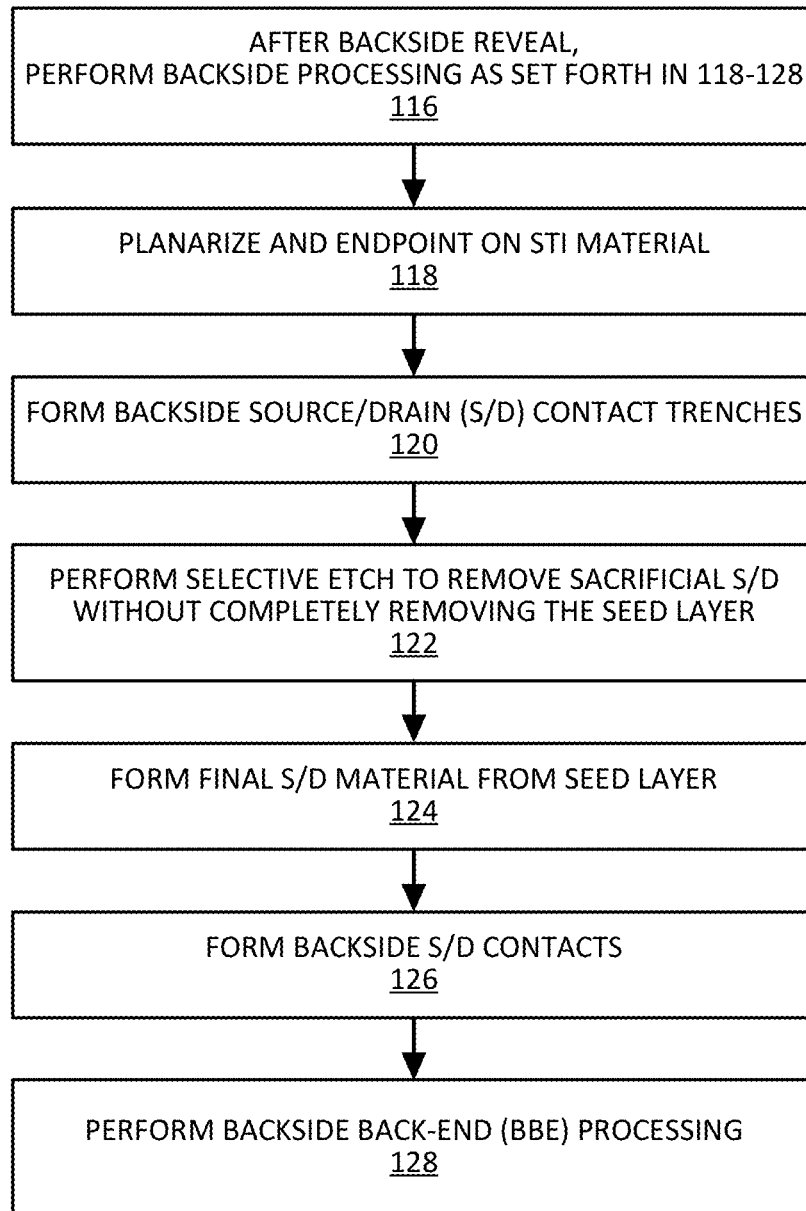 AFTER BACKSIDE REVEAL,
PERFORM BACKSIDE PROCESSING AS SET FORTH IN 118-128
116
PLANARIZE AND ENDPOINT ON STI MATERIAL
118
FORM BACKSIDE SOURCE/DRAIN (S/D) CONTACT TRENCHES
120
PERFORM SELECTIVE ETCH TO REMOVE SACRIFICIAL S/D
WITHOUT COMPLETELY REMOVING THE SEED LAYER
122
FORM FINAL S/D MATERIAL FROM SEED LAYER
124
FORM BACKSIDE S/D CONTACTS
126
PERFORM BACKSIDE BACK-END (BBE) PROCESSING
128